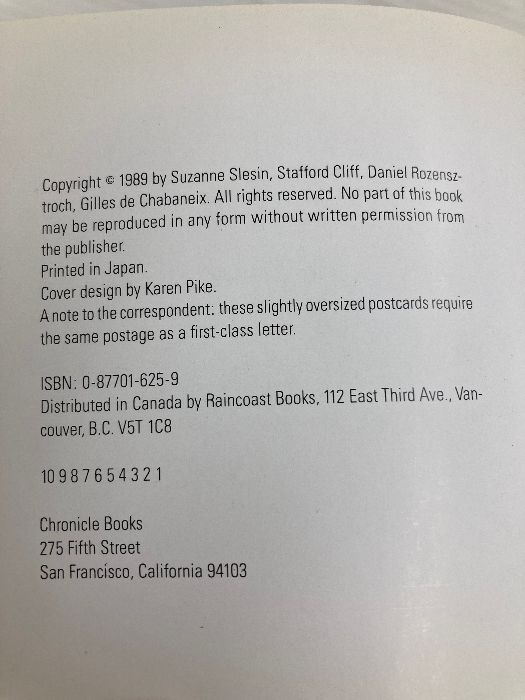 Copyright © 1989 by Suzanne Slesin, Stafford Cliff, Daniel Rozensz-
troch, Gilles de Chabaneix. All rights reserved. No part of this book
may be reproduced in any form without written permission from
the publisher.
Printed in Japan.
Cover design by Karen Pike.
A note to the correspondent: these slightly oversized postcards require
the same postage as a first-class letter.
ISBN: 0-87701-625-9
Distributed in Canada by Raincoast Books, 112 East Third Ave., Van-
couver, B.C. V5T 1C8
10 9 8 7 6 5 4 3 2 1
Chronicle Books
275 Fifth Street
San Francisco, California 94103